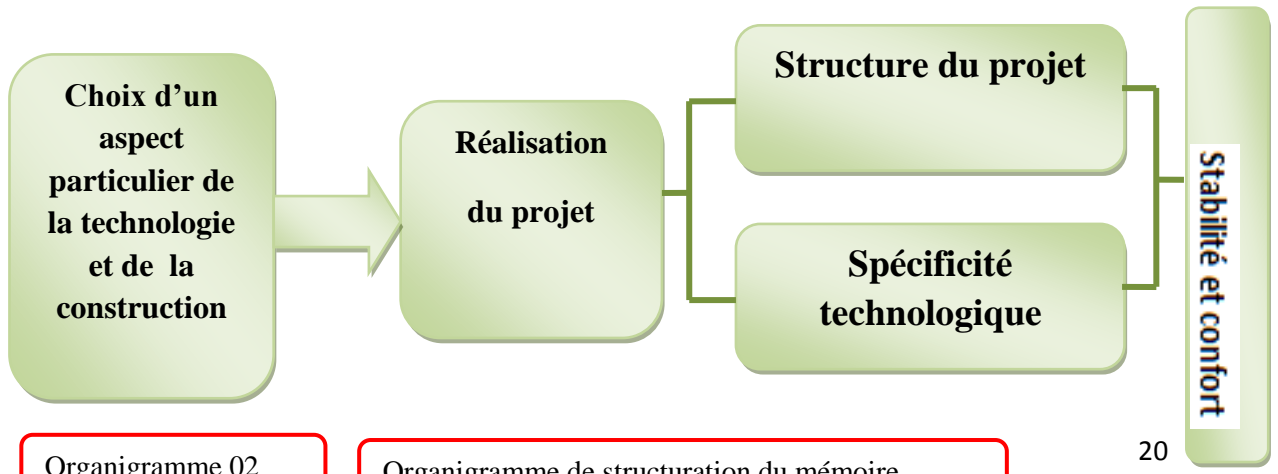 Choix d’un
aspect
particulier de
la technologie
et de la
construction
Réalisation
du projet
Structure du projet
Spécificité
technologique
Stabilité et confort
20
Organigramme 02
Organigramme de structuration du mémoire